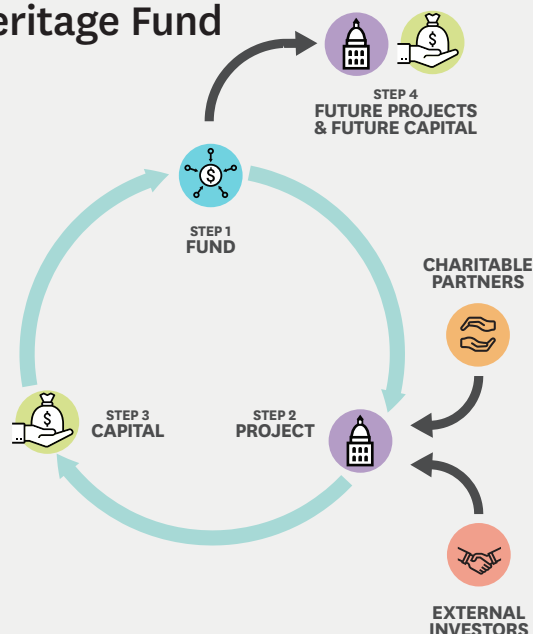 eritage Fund
STEP 4
FUTURE PROJECTS
& FUTURE CAPITAL
$
$
STEP 1
FUND
CHARITABLE
PARTNERS
$
STEP 3
CAPITAL
STEP 2
PROJECT
EXTERNAL
INVESTORS